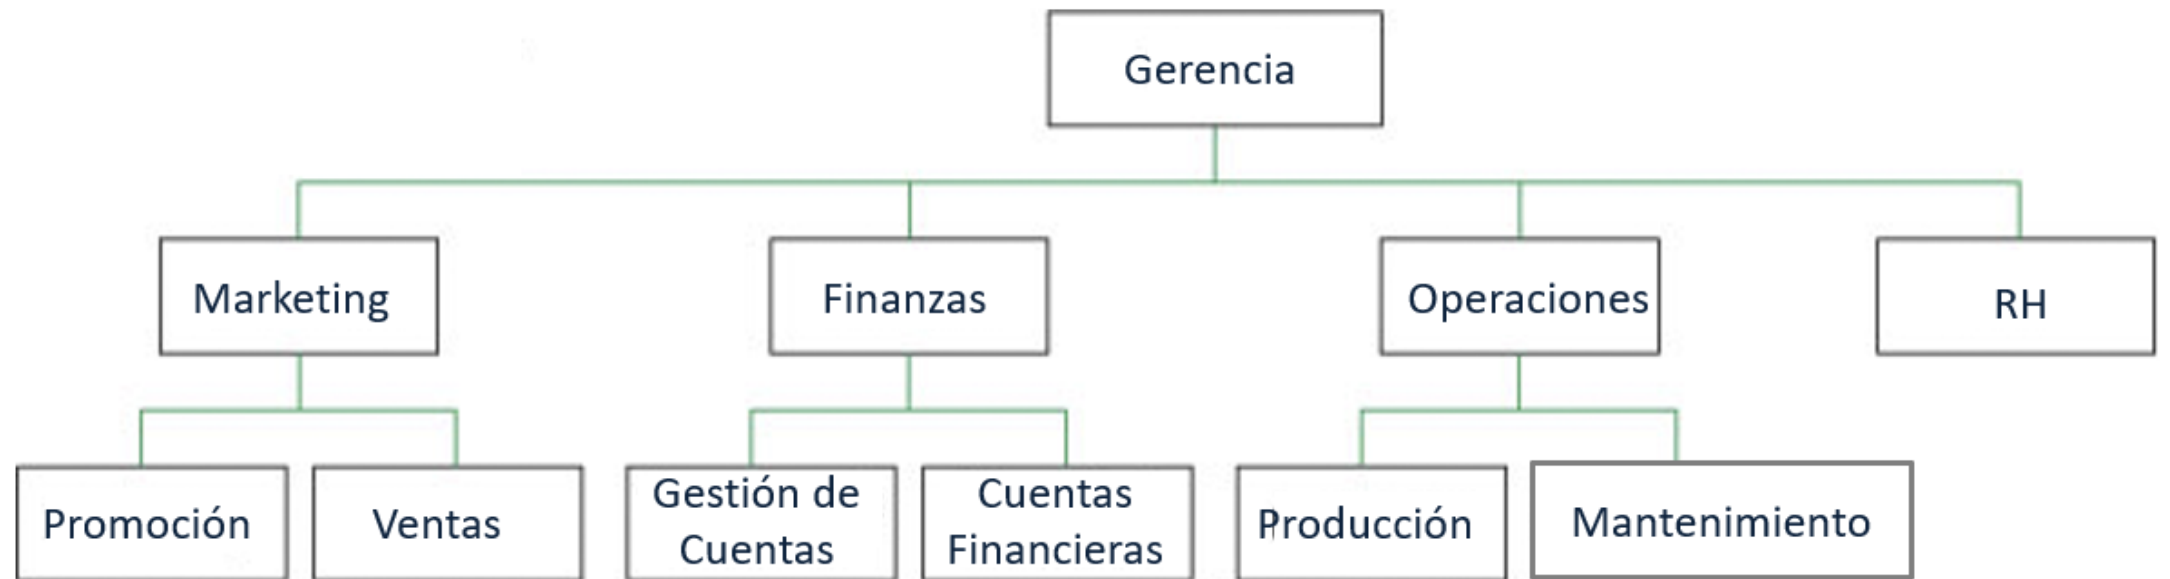 Gerencia
Marketing
Finanzas
Operaciones
RH
Promoción
Ventas
Gestión de
Cuentas
Cuentas
Financieras
Producción
Mantenimiento